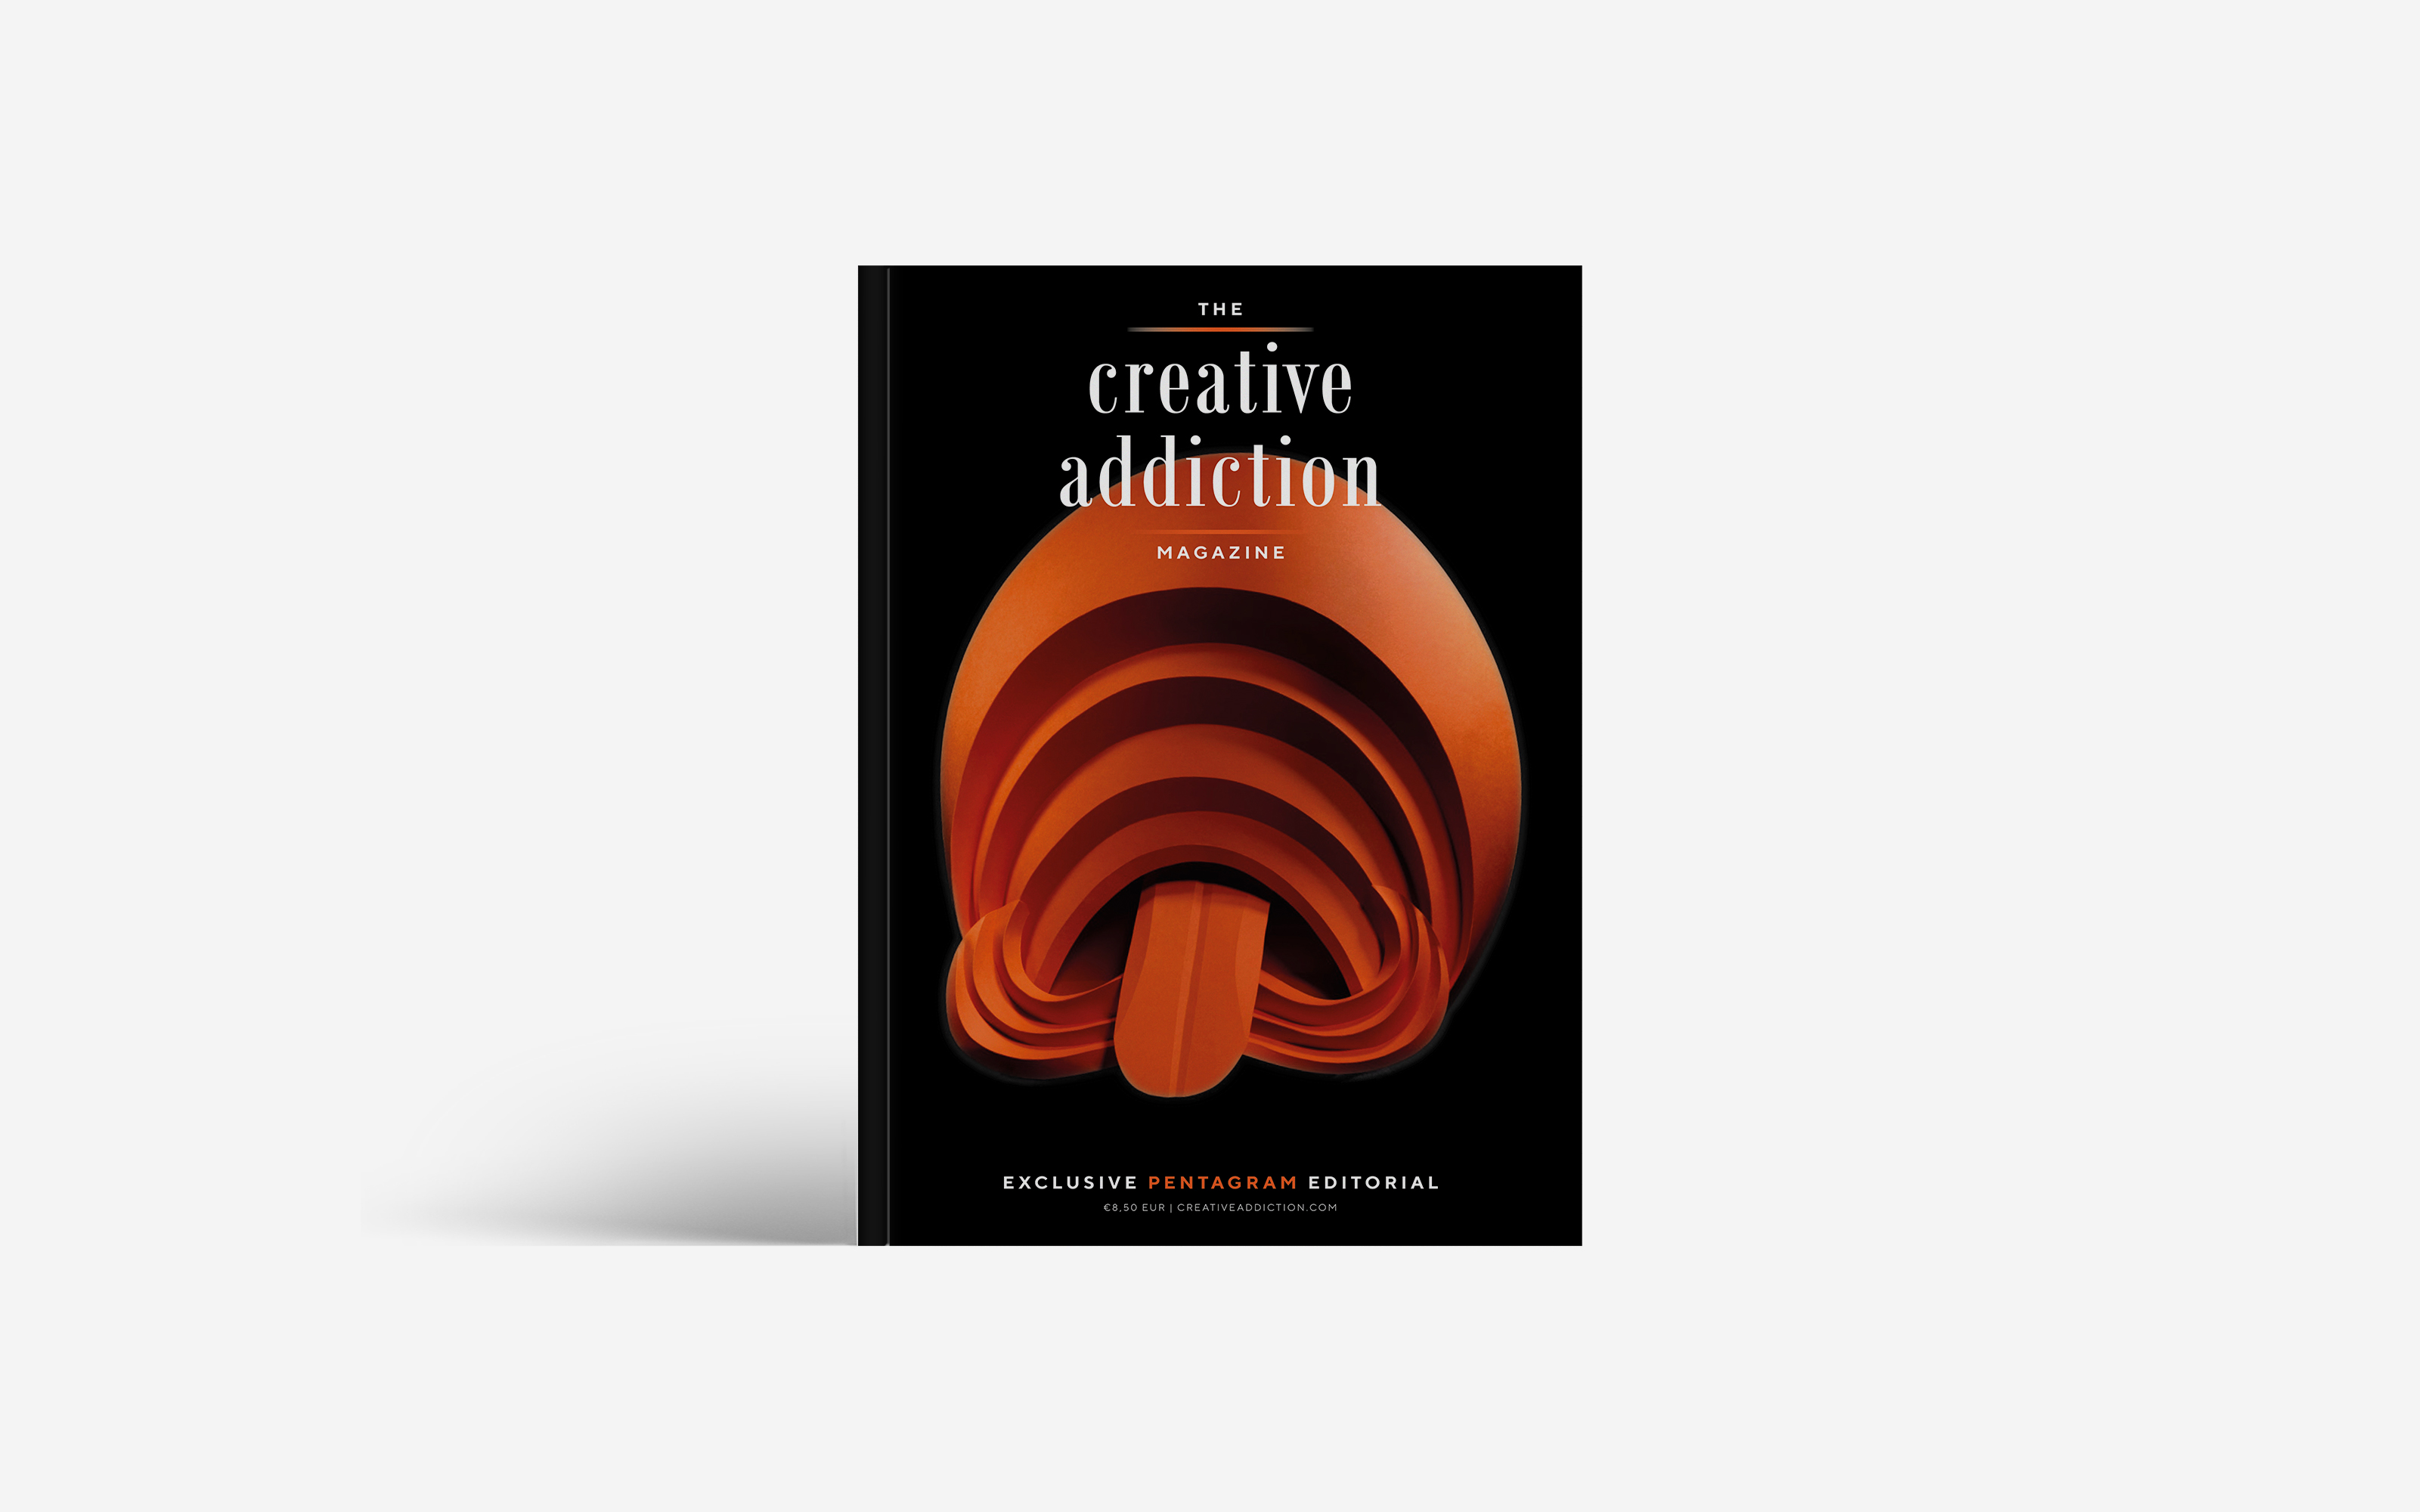 THE
creative
addiction
MAGAZINE
EXCLUSIVE PENTAGRAM EDITORIAL
€8,50 EUR | CREATIVEADDICTION.COM